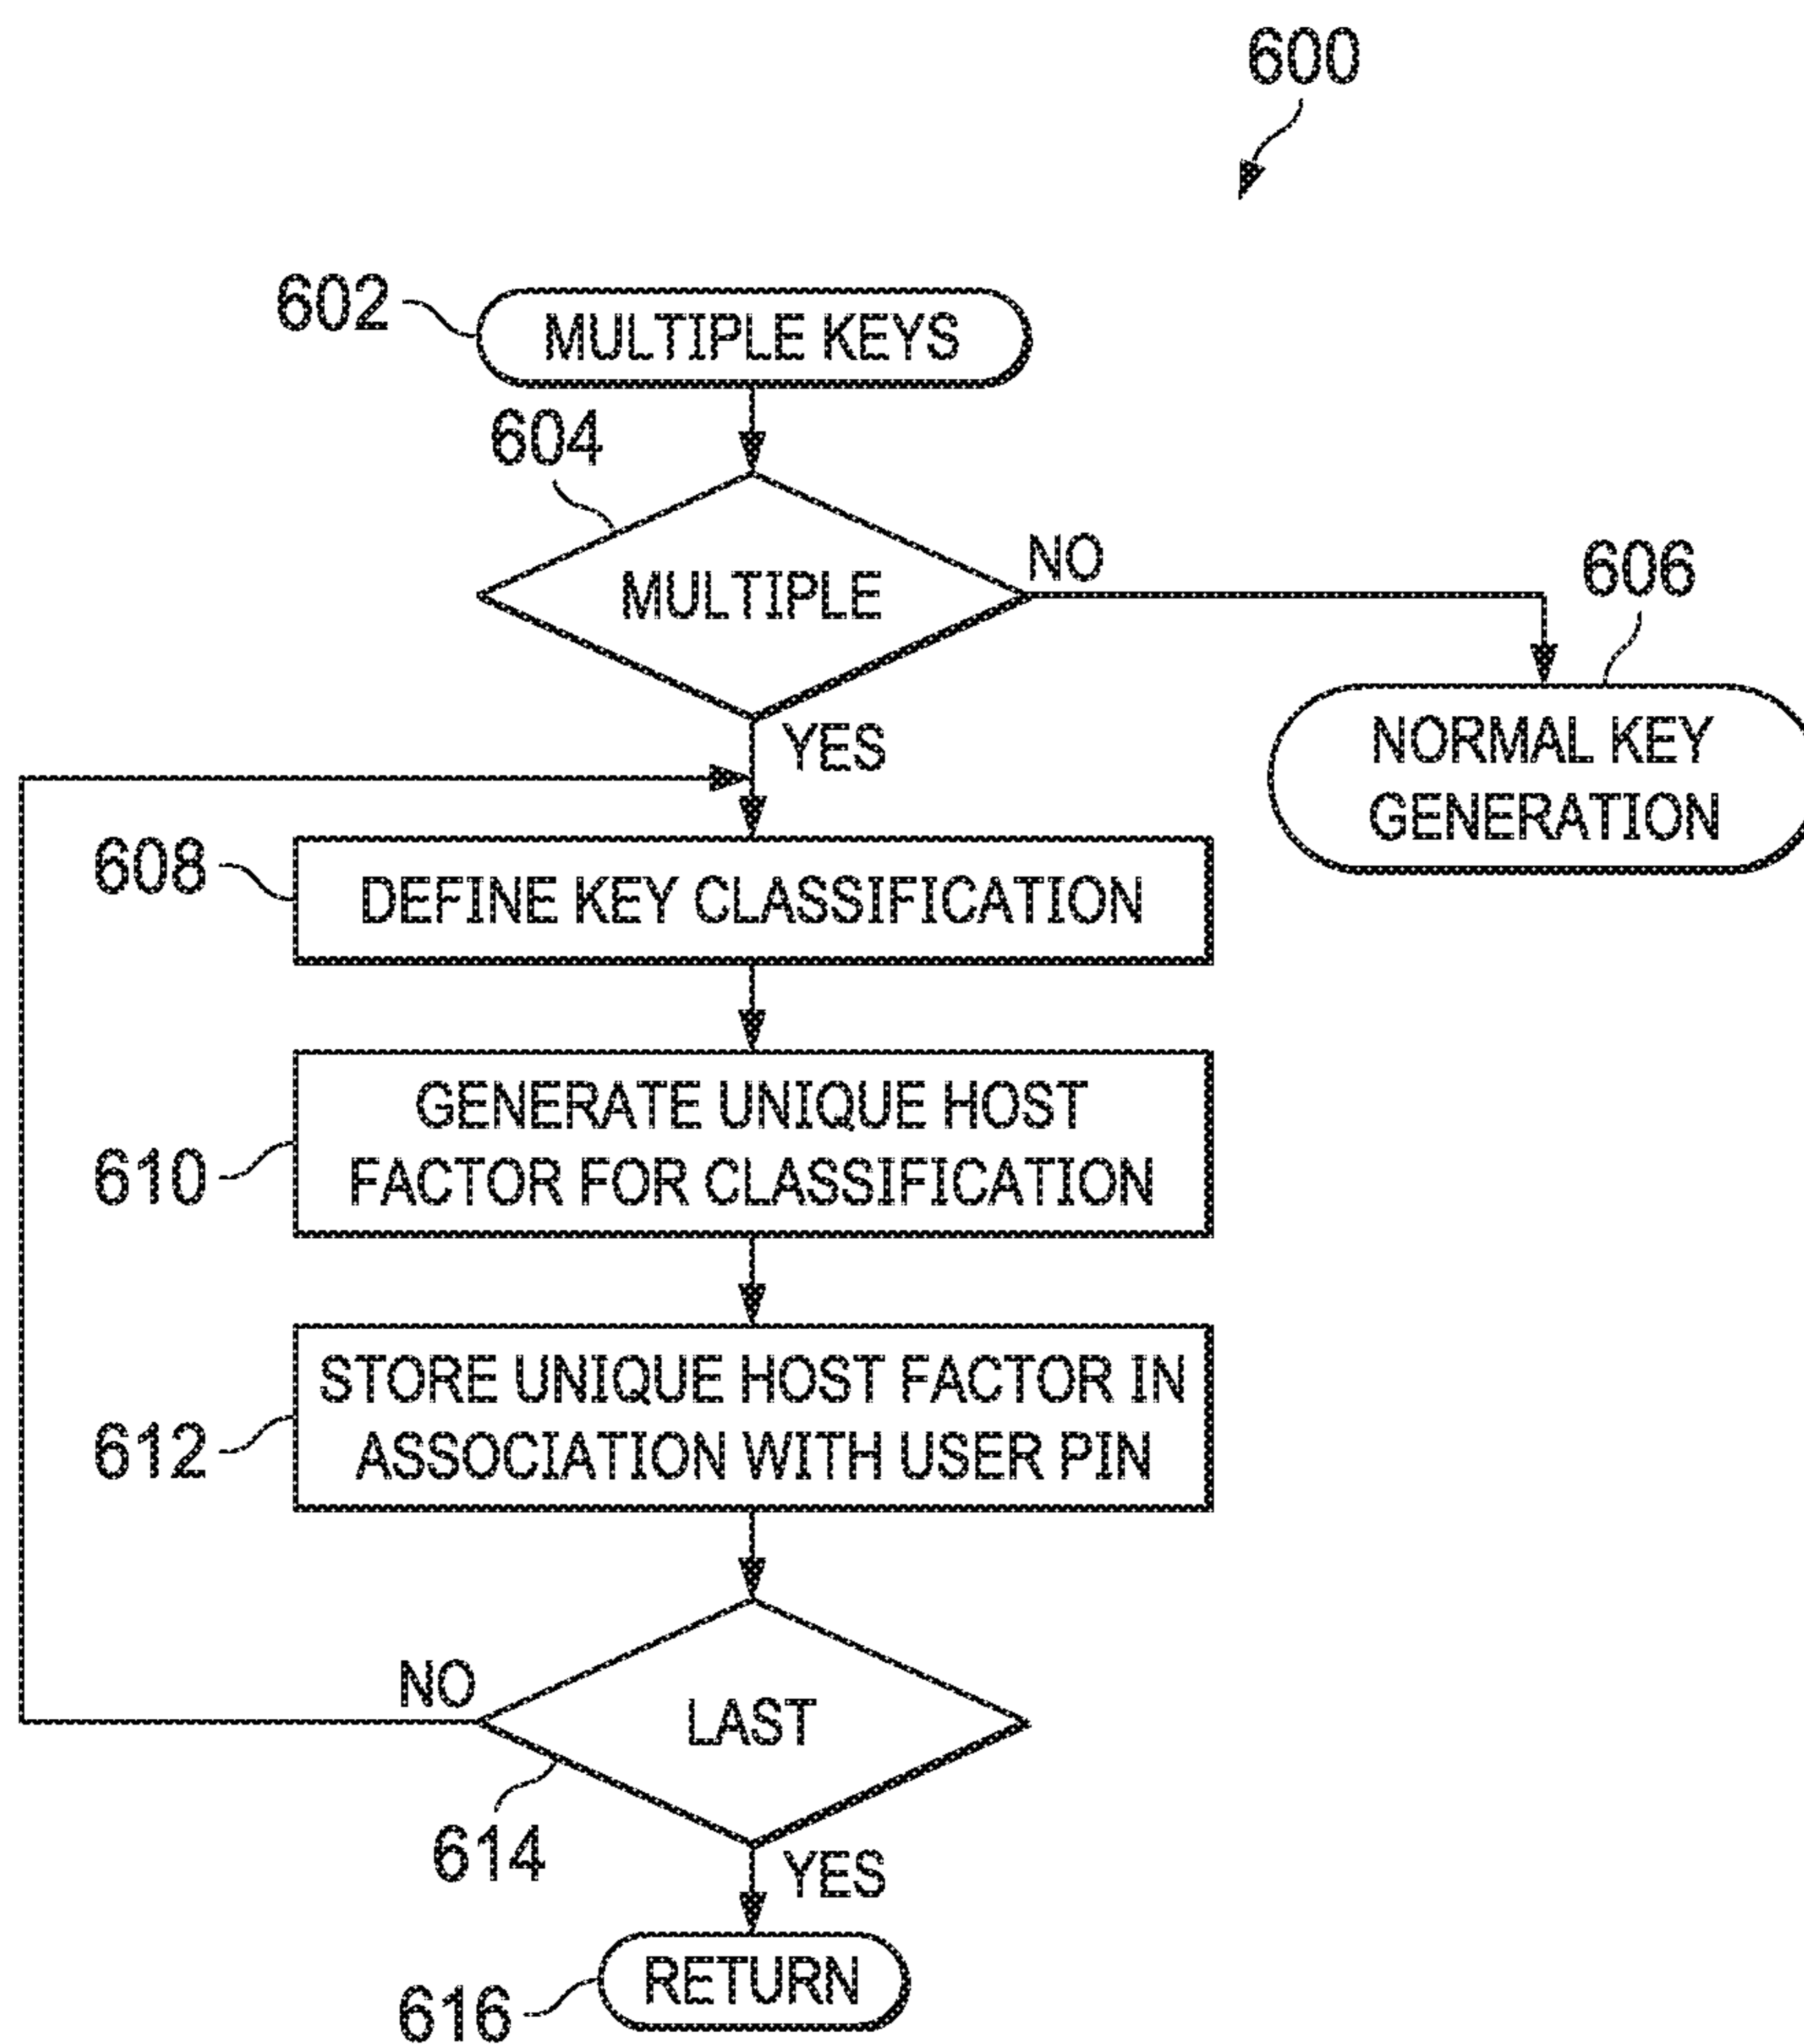 600
602
MULTIPLE KEYS
604
MULTIPLE
NO
606
NORMAL KEY
GENERATION
YES
608
DEFINE KEY CLASSIFICATION
610
GENERATE UNIQUE HOST
FACTOR FOR CLASSIFICATION
612
STORE UNIQUE HOST FACTOR IN
ASSOCIATION WITH USER PIN
NO
LAST
614
YES
616
RETURN